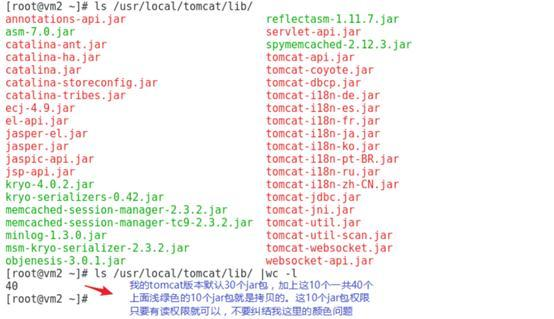 [root@vm2 ~]# ls /usr/local/tomcat/lib/
annotations-api.jar reflectasm-1.11.7.jar
asm-7.0.jar servlet-api.jar
catalina-ant.jar spymemcached-2.12.3.jar
catalina-ha.jar tomcat-api.jar
catalina.jar tomcat-coyote.jar
catalina-storeconfig.jar tomcat-dbcp.jar
catalina-tribes.jar tomcat-i18n-de.jar
ecj-4.9.jar tomcat-i18n-es.jar
el-api.jar tomcat-i18n-fr.jar
jasper-el.jar tomcat-i18n-ja.jar
jasper.jar tomcat-i18n-ko.jar
jaspic-api.jar tomcat-i18n-pt-BR.jar
jsp-api.jar tomcat-i18n-ru.jar
kryo-4.0.2.jar tomcat-i18n-zh-CN.jar
kryo-serializers-0.42.jar tomcat-jdbc.jar
memcached-session-manager-2.3.2.jar tomcat-jni.jar
memcached-session-manager-tc9-2.3.2.jar tomcat-util.jar
minlog-1.3.0.jar tomcat-util-scan.jar
msm-kryo-serializer-2.3.2.jar tomcat-websocket.jar
objenesis-3.0.1.jar websocket-api.jar
[root@vm2 ~]# ls /usr/local/tomcat/lib/ |wc -l
40 我的tomcat版本默认30个jar包，加上这10个一共40个
[root@vm2 ~]# 上面浅绿色的10个jar包就是拷贝的。这10个jar包权限
只要有读权限就可以，不要纠结我这里的颜色问题